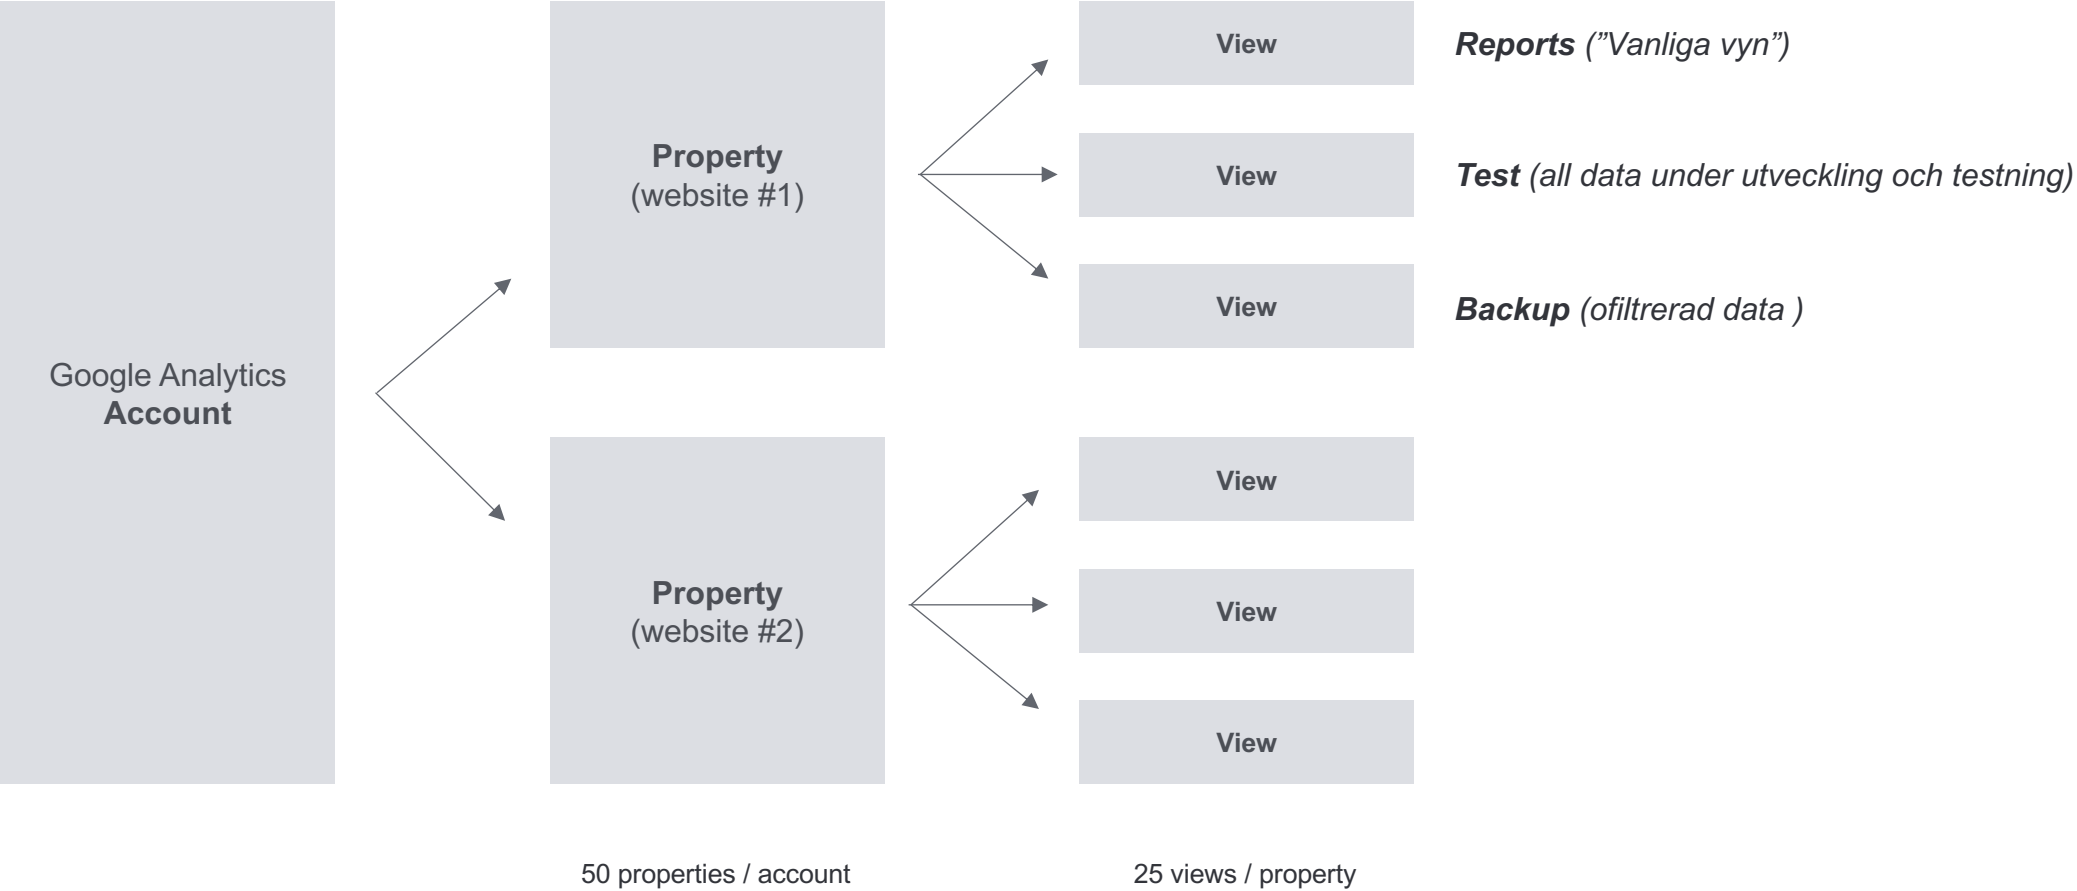 Google Analytics
Account
Property
(website #1)
View
Reports (”Vanliga vyn”)
View
Test (all data under utveckling och testning)
View
Backup (ofiltrerad data )
Property
(website #2)
View
View
View
50 properties / account
25 views / property